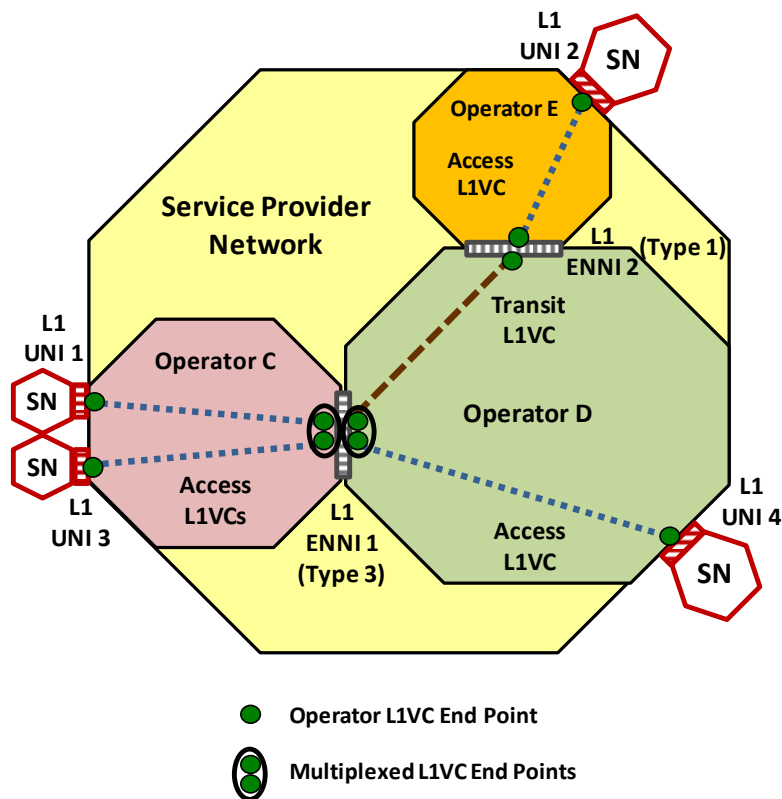 L1
UNI 2
SN
Operator E
Access
L1VC
Service Provider
Network
L1
ENNI 2
(Type 1)
Transit
L1VC
L1
UNI 1
Operator C
SN
Operator D
SN
L1
UNI 3
Access
L1VCs
L1
ENNI 1
(Type 3)
Access
L1VC
L1
UNI 4
SN
Operator L1VC End Point
Multiplexed L1VC End Points